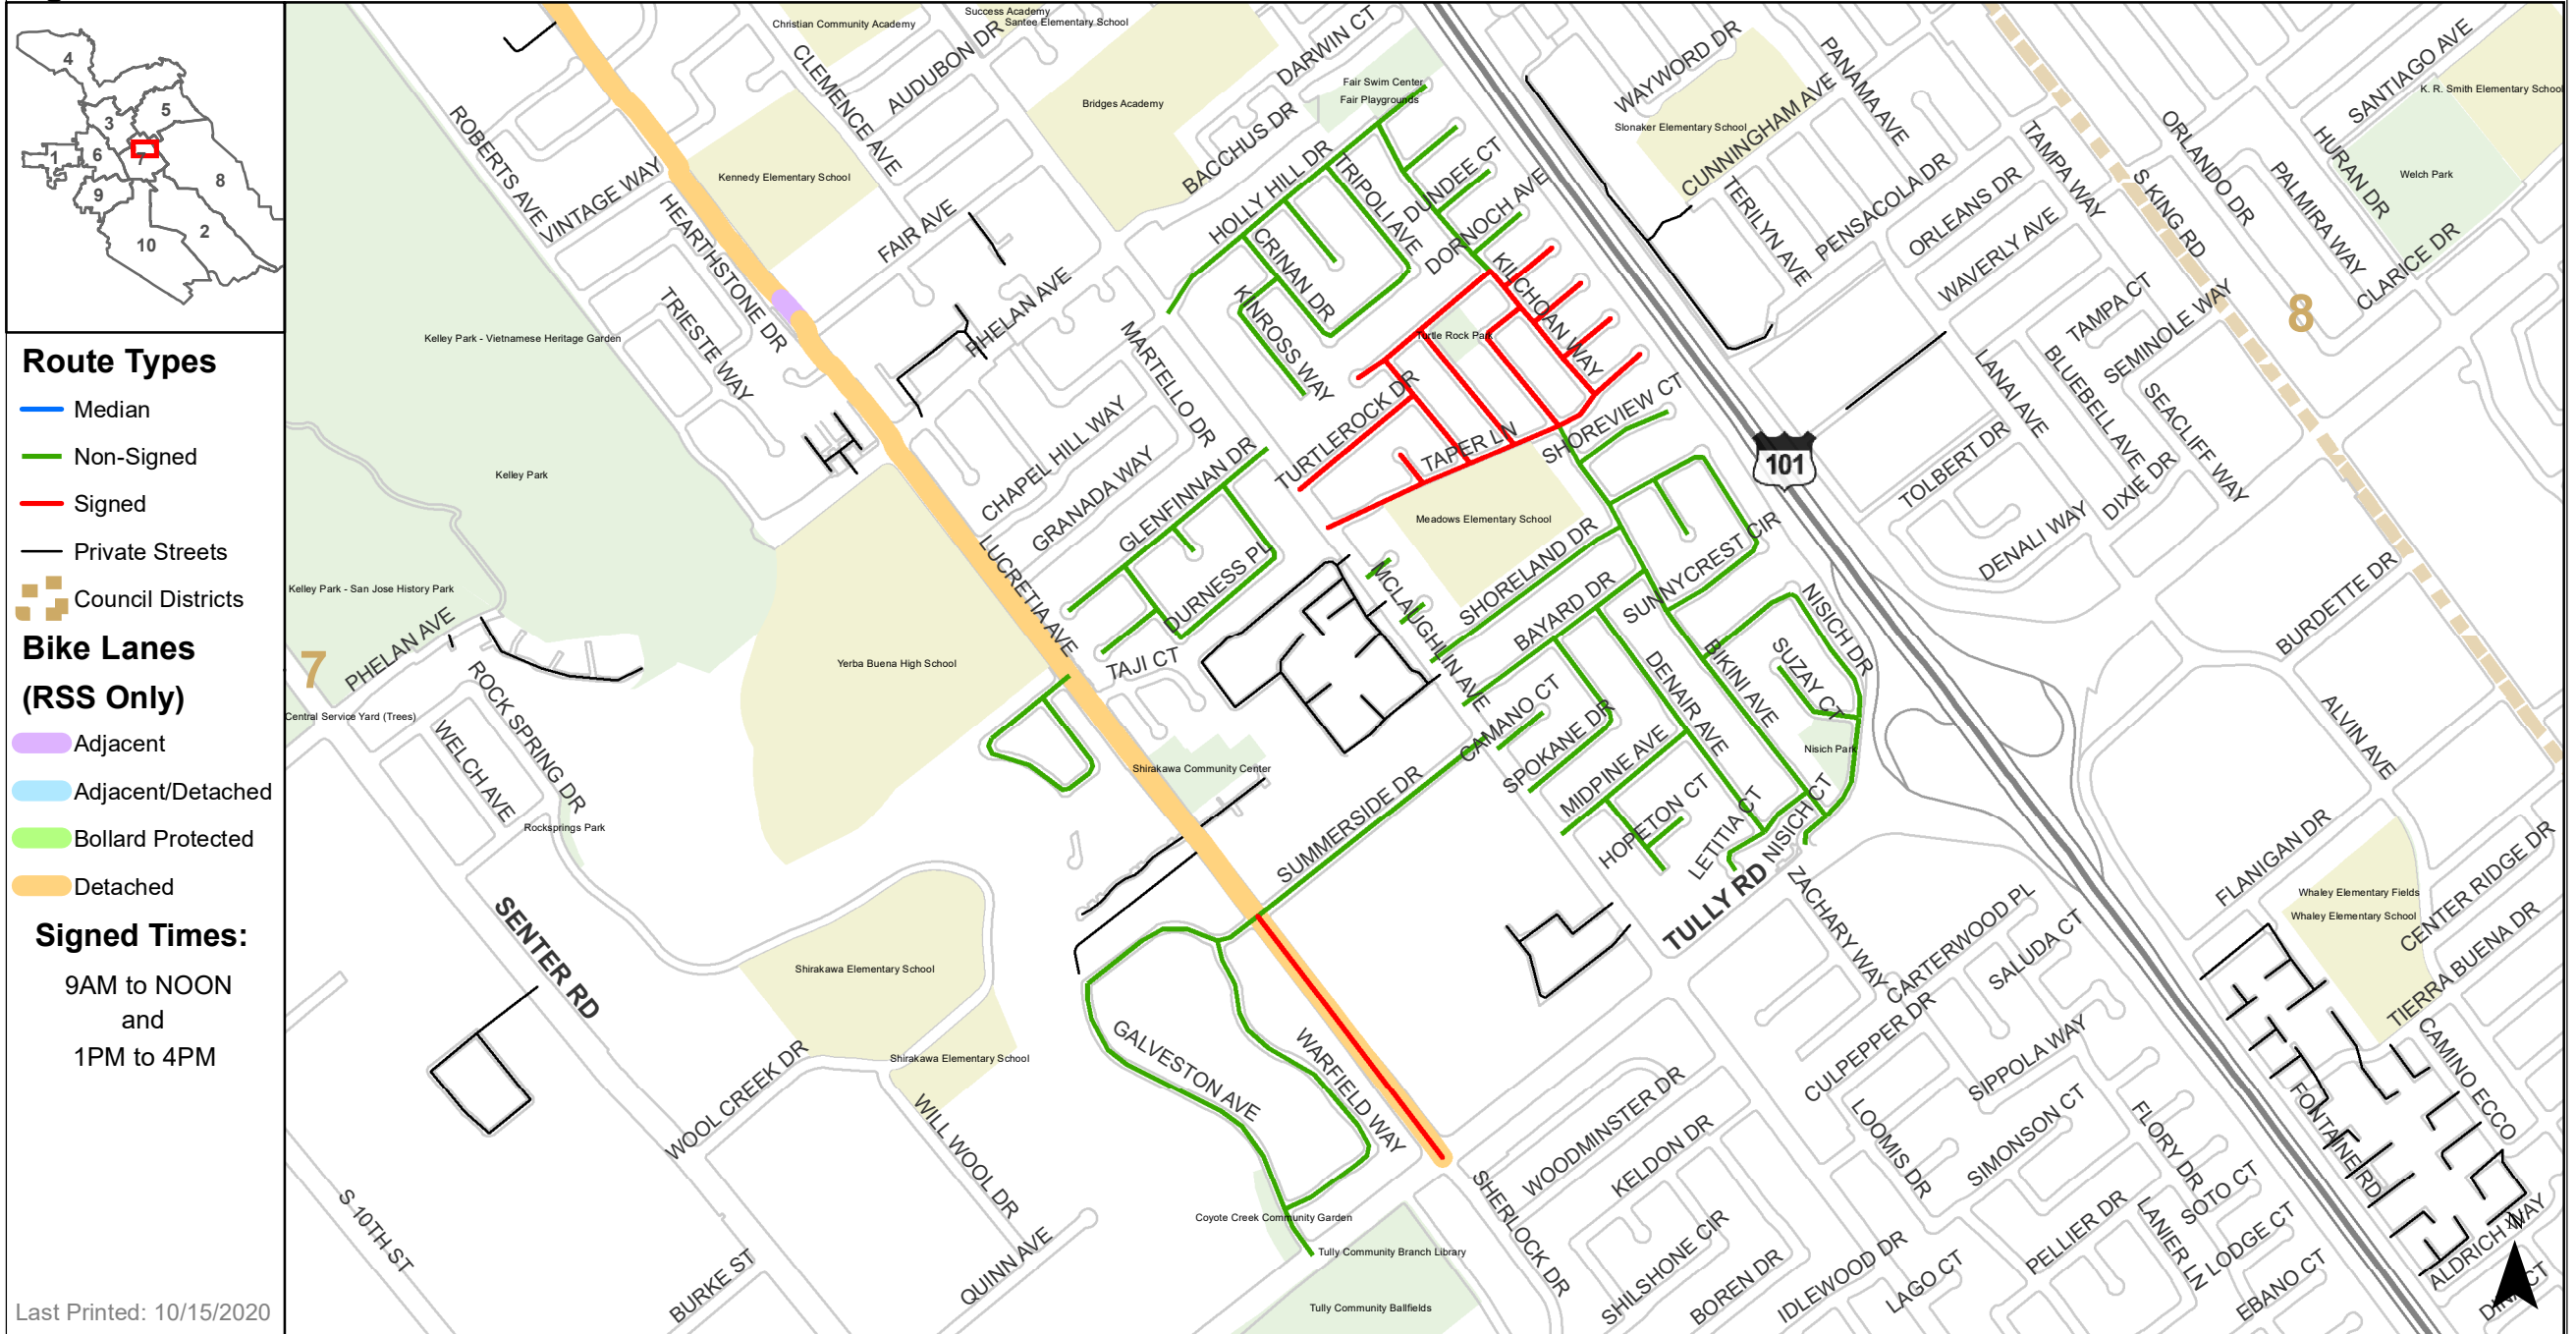 4
5
3
6
1
7
8
9
2
10
Route Types
Median
Non-Signed
Signed
Private Streets
Council Districts
Bike Lanes
(RSS Only)
Adjacent
Adjacent/Detached
Bollard Protected
Detached
Signed Times:
9AM to NOON
and
1PM to 4PM
Last Printed: 10/15/2020
Success Academy
Santee Elementary School
Christian Community Academy
AUDUBON DR
CLEMENCE AVE
DARWIN CT
Bridges Academy
Fair Swim Center
Fair Playgrounds
BACCHUS DR
WAYWORD DR
PANAMA AVE
Slonaker Elementary School
CUNNINGHAM AVE
SANTIAGO AVE
K. R. Smith Elementary School
ROBERTS AVE
VINTAGE WAY
Kennedy Elementary School
HEARTHSTONE DR
FAIR AVE
HOLLY HILL DR
TRIPOLI AVE
DUNDEE CT
DORNOCH AVE
CRINAN DR
KINROSS WAY
KILCHOAN WAY
TERILYN AVE
PENSACOLA DR
ORLEANS DR
WAVERLY AVE
TAMPA WAY
S KING RD
ORLANDO DR
PALMIRA WAY
HURAN DR
Welch Park
CLARICE DR
8
TRIESTE WAY
Kelley Park - Vietnamese Heritage Garden
PHELAN AVE
MARTELLO DR
Turtle Rock Park
TURTLEROCK DR
TAPER LN
SHOREVIEW CT
TAMPA CT
SEMINOLE WAY
LANAI AVE
BLUEBELL AVE
SEACLIFF WAY
101
TOLBERT DR
DIXIE DR
DENALI WAY
Kelley Park
CHAPEL HILL WAY
GRANADA WAY
GLENFINNAN DR
Meadows Elementary School
SHORELAND DR
SUNNYCREST CIR
Kelley Park - San Jose History Park
LUCRETIA AVE
DURNESS PL
TAJI CT
MCLAUGHLIN AVE
BAYARD DR
NISICH DR
BURDETTE DR
7
PHELAN AVE
ROCK SPRING DR
Yerba Buena High School
CAMANO CT
SPOKANE DR
DENAIR AVE
BIKINI AVE
SUZAY CT
Central Service Yard (Trees)
WELCH AVE
Rocksprings Park
Shirakawa Community Center
MIDPINE AVE
HOPETON CT
Nisich Park
ALVIN AVE
SUMMERSIDE DR
LETITIA CT
NISICH CT
TULLY RD
ZACHARY WAY
FLANIGAN DR
CENTER RIDGE DR
Whaley Elementary Fields
Whaley Elementary School
SENTER RD
Shirakawa Elementary School
CARTERWOOD PL
SALUDA CT
TIERRA BUENA DR
CULPEPPER DR
SIPPOLA WAY
Shirakawa Elementary School
GALVESTON AVE
WARFIELD WAY
WOOL CREEK DR
WILL WOOL DR
WOODMINSTER DR
KELDON DR
LOOMIS DR
SIMONSON CT
FLORY DR
FONTAINE RD
CAMINO ECCO
S 10TH ST
Coyote Creek Community Garden
Tully Community Branch Library
SHERLOCK DR
SHILSHONE CIR
SOTO CT
LANIER LN
LODGE CT
PELLIER DR
ALDRICH WAY
N
BURKE ST
QUINN AVE
Tully Community Ballfields
BOREN DR
IDLEWOOD DR
LAGO CT
EBANO CT